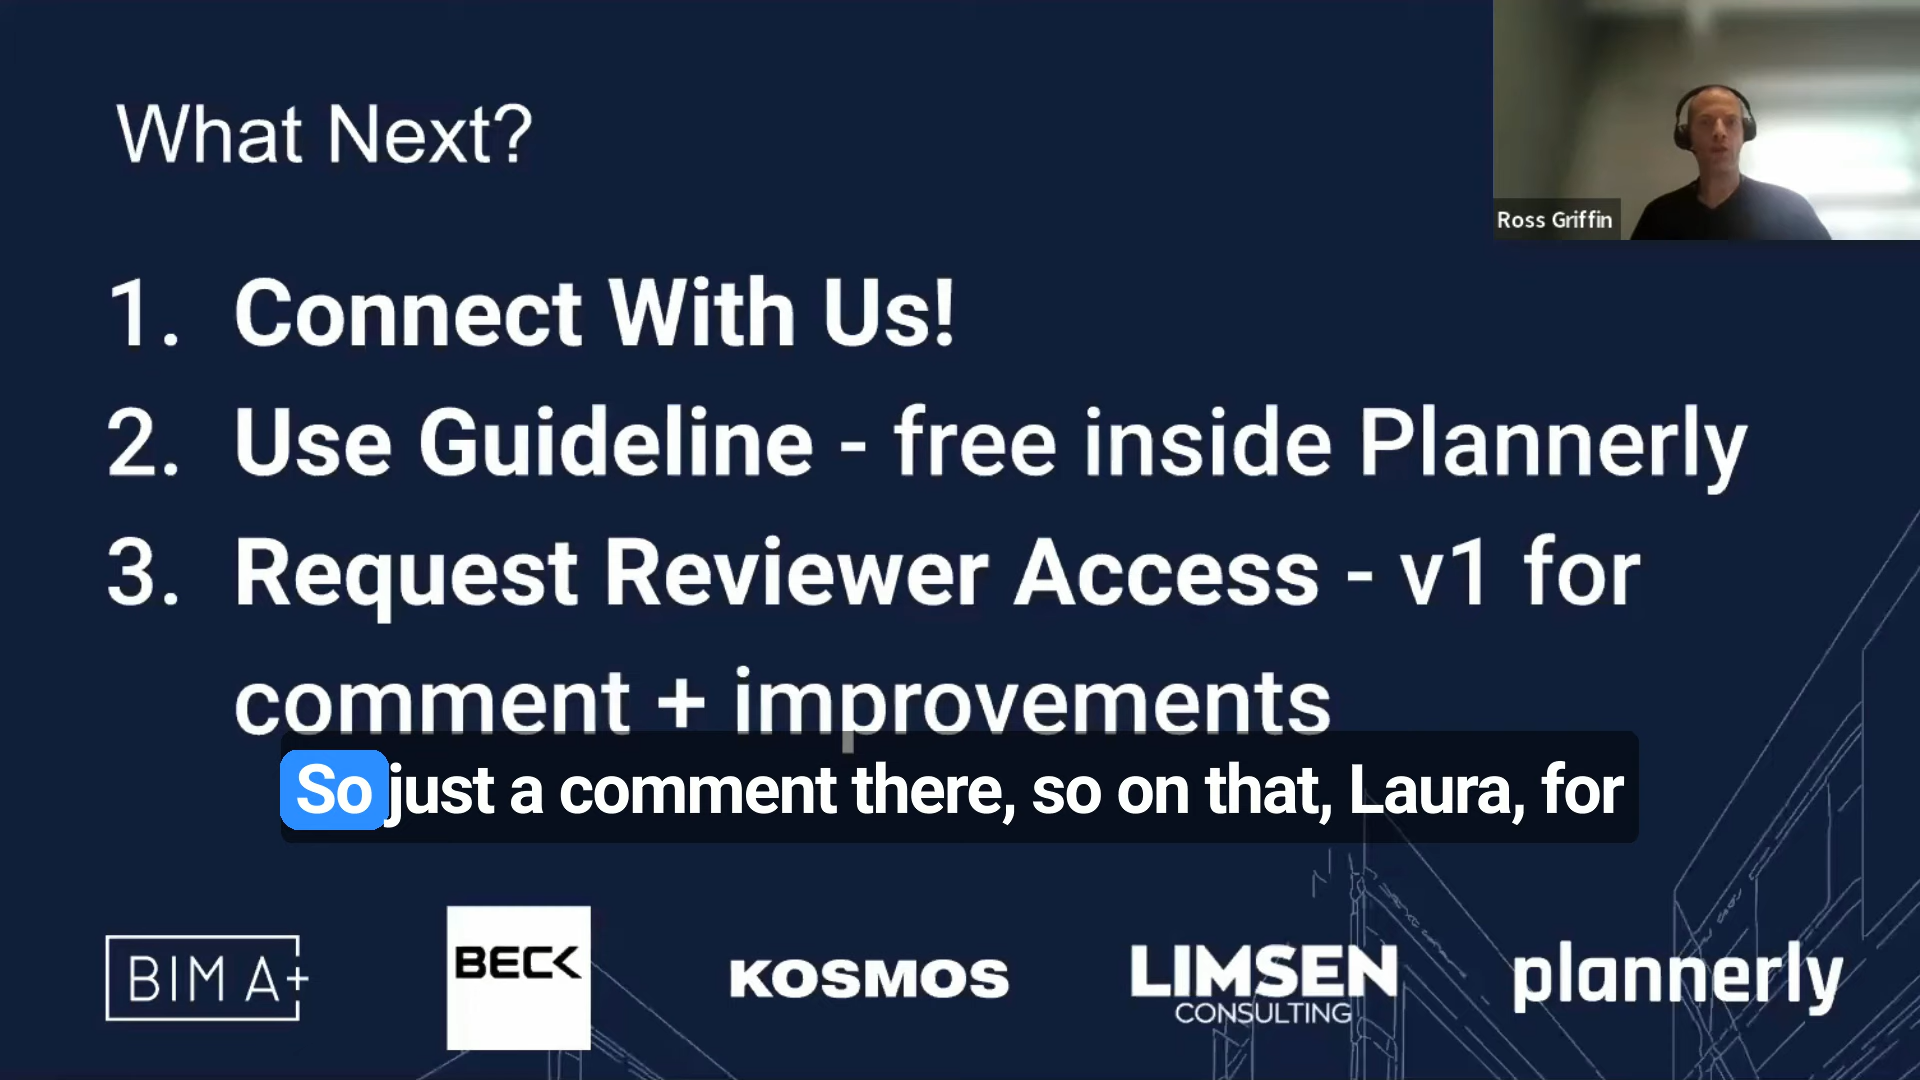 What Next?
Ross Griffin
1. Connect With Us!
2. Use Guideline - free inside Plannerly
3. Request Reviewer Access - v1 for
comment + improvements
So just a comment there, so on that, Laura, for
BIM A+
BECK
KOSMOS
LIMSEN
CONSULTING
plannerly